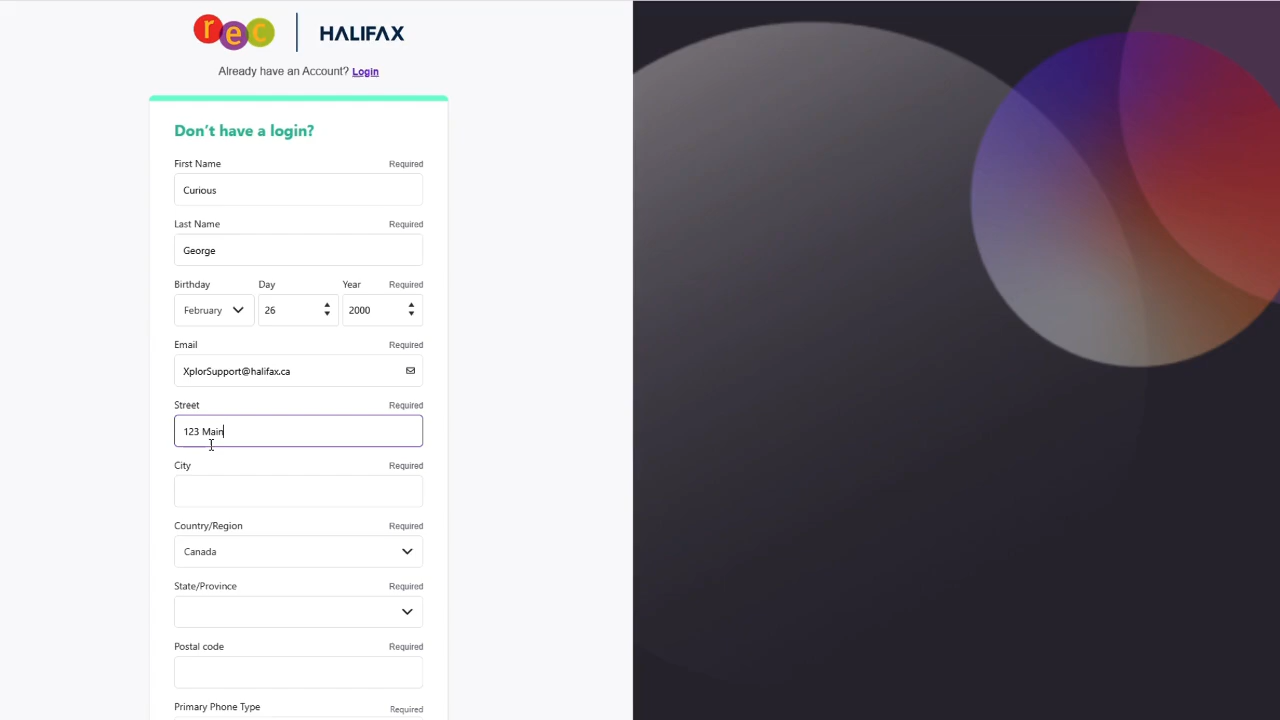 rec HALIFAX
Already have an Account? Login
Don’t have a login?
First Name Required
Curious
Last Name Required
George
Birthday Day Year Required
February 26 2000
Email Required
XplorSupport@halifax.ca
Street Required
123 Main
City Required
Country/Region Required
Canada
State/Province Required
Postal code Required
Primary Phone Type Required